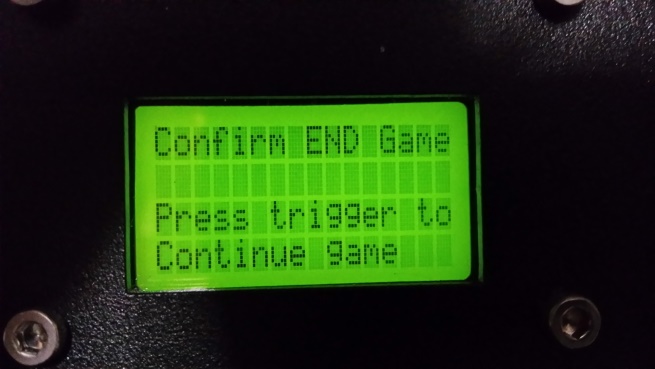 Confirm END Game
Press trigger to
Continue game